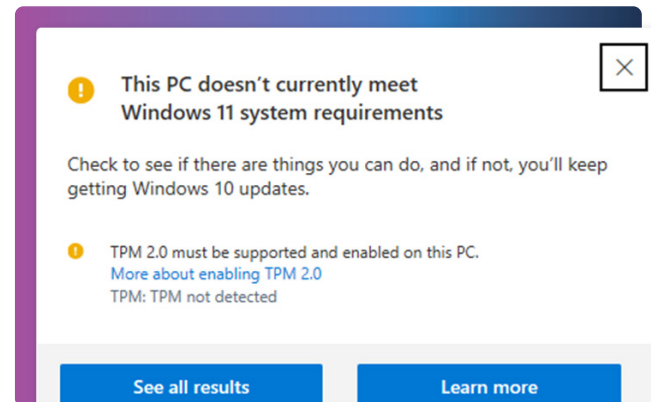 This PC doesn't currently meet
Windows 11 system requirements
Check to see if there are things you can do, and if not, you'll keep
getting Windows 10 updates.
TPM 2.0 must be supported and enabled on this PC.
More about enabling TPM 2.0
TPM: TPM not detected
See all results
Learn more